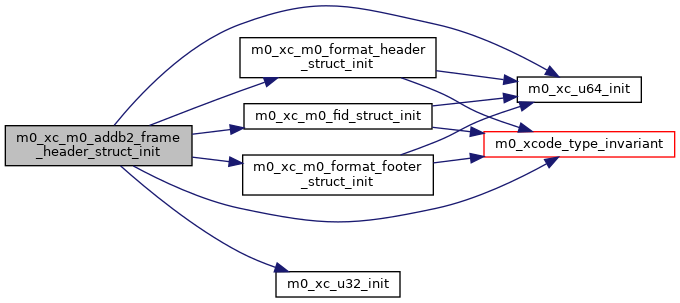 m0_xc_m0_addb2_frame
_header_struct_init
m0_xc_m0_format_header
_struct_init
m0_xc_m0_fid_struct_init
m0_xc_m0_format_footer
_struct_init
m0_xc_u64_init
m0_xcode_type_invariant
m0_xc_u32_init